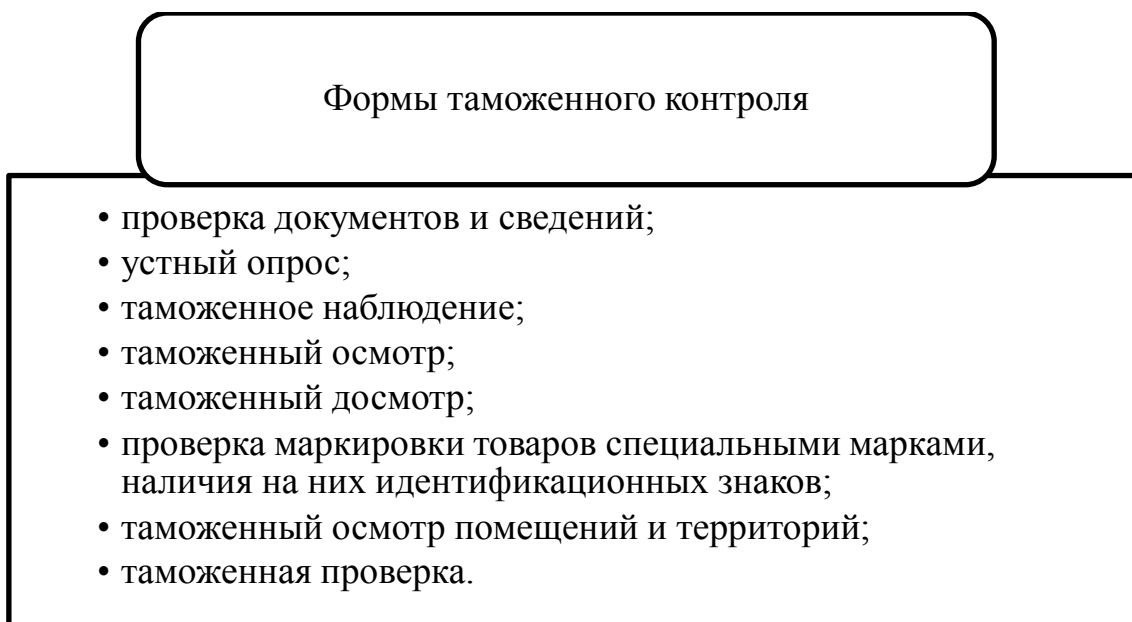 Формы таможенного контроля
• проверка документов и сведений;
• устный опрос;
• таможенное наблюдение;
• таможенный осмотр;
• таможенный досмотр;
• проверка маркировки товаров специальными марками,
наличия на них идентификационных знаков;
• таможенный осмотр помещений и территорий;
• таможенная проверка.